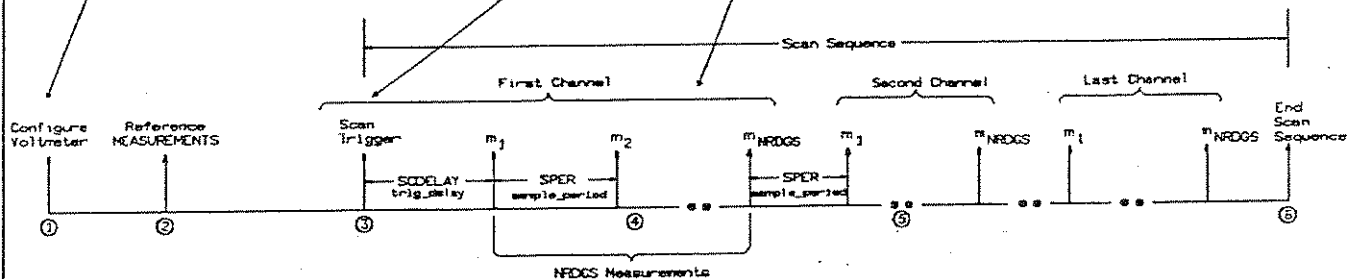 Scan Sequence
First Channel
Second Channel
Last Channel
Configure
Voltmeter
Reference
MEASUREMENTS
Scan
Trigger
m1
m2
mNRDGS
m1
mNRDGS
m1
mNRDGS
End
Scan
Sequence
SCDELAY
trig_delay
SPER
sample_period
SPER
sample_period
① ② ③ ④ ⑤ ⑥
NRDGS Measurements